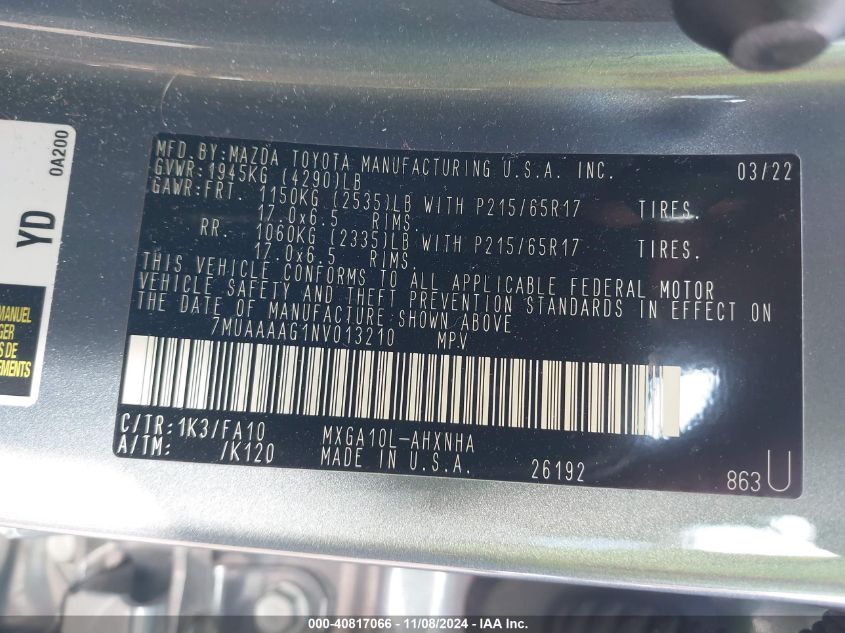 MFD.BY:MAZDA TOYOTA MANUFACTURING U.S.A. INC. 03/22
GVWR:1945KG (4290)LB
GAWR:FRT. 1150KG (2535)LB WITH P215/65R17 TIRES.
17.0x6.5 RIMS.
RR. 1060KG (2335)LB WITH P215/65R17 TIRES.
17.0x6.5 RIMS.
THIS VEHICLE CONFORMS TO ALL APPLICABLE FEDERAL MOTOR
VEHICLE SAFETY AND THEFT PREVENTION STANDARDS IN EFFECT ON
THE DATE OF MANUFACTURE SHOWN ABOVE
7MUAAAAG1NV013210 MPV
C/TR:1K3/FA10 MXGA10L-AHXNHA
A/TM: /K120 MADE IN U.S.A. 26192 863U
0A200
YD
MANUEL
DE
000-40817066 - 11/08/2024 - IAA Inc.